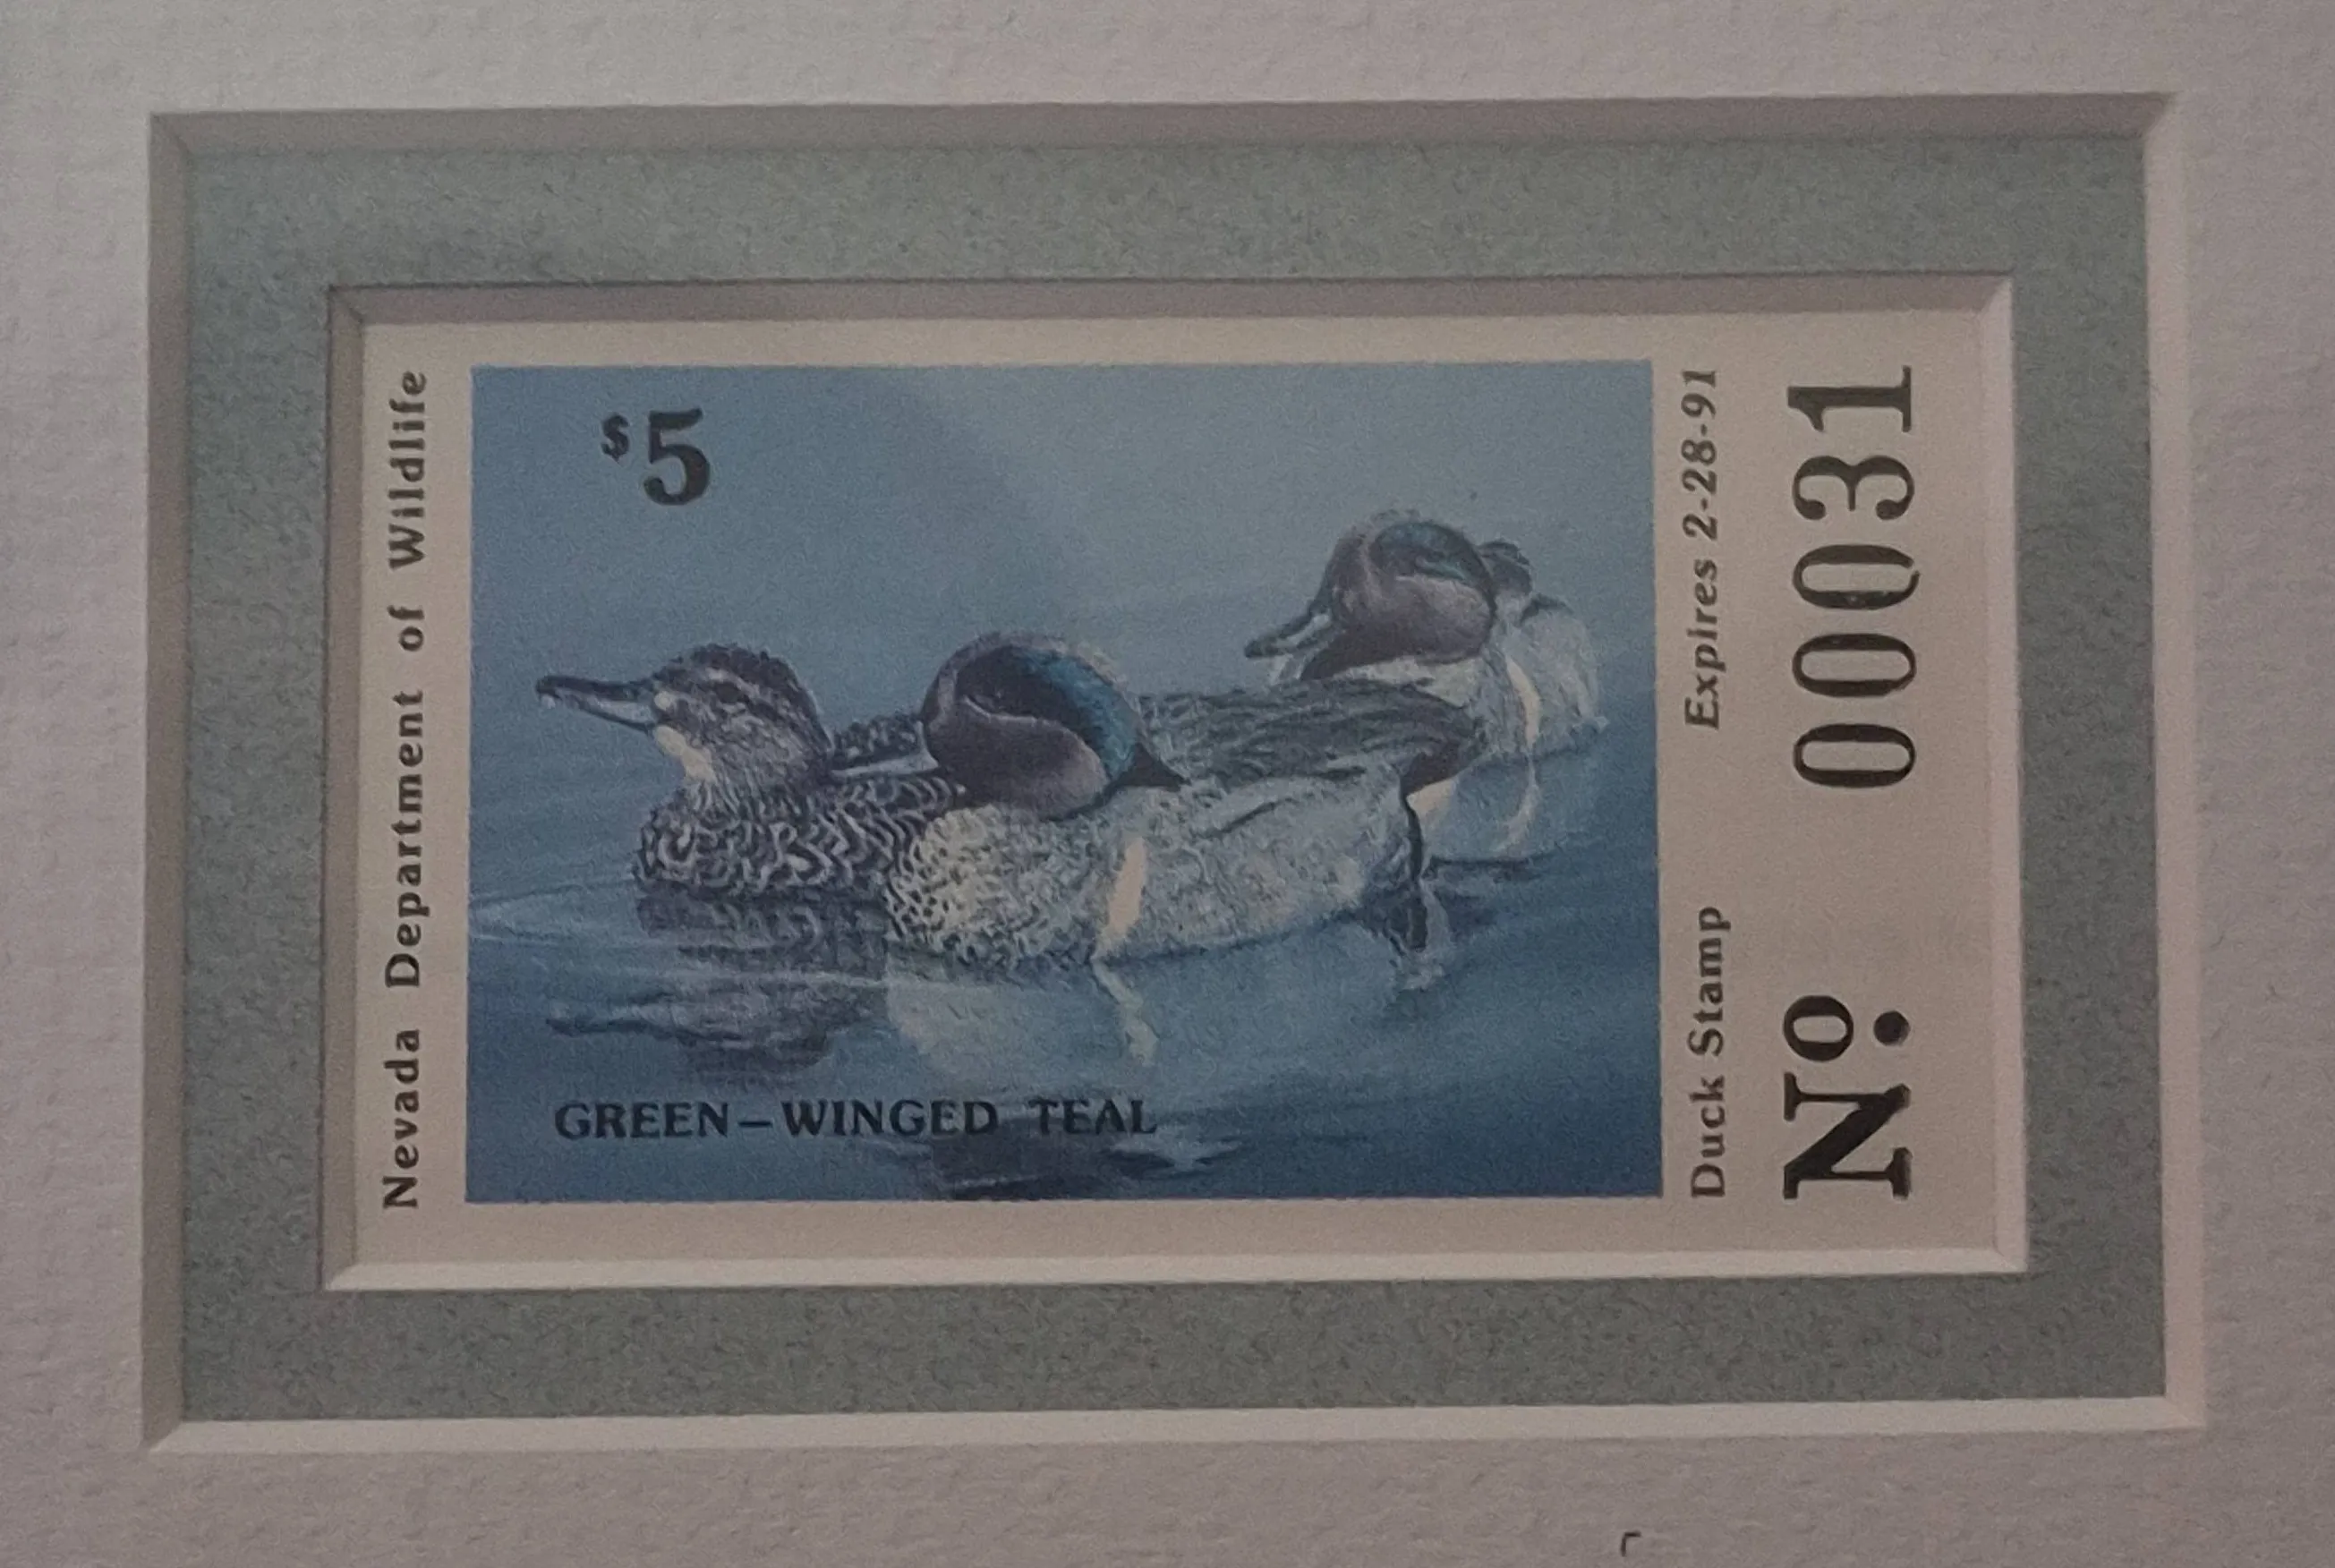 Nevada Department of Wildlife
$5
GREEN–WINGED TEAL
Duck Stamp Expires 2-28-91
No. 00031